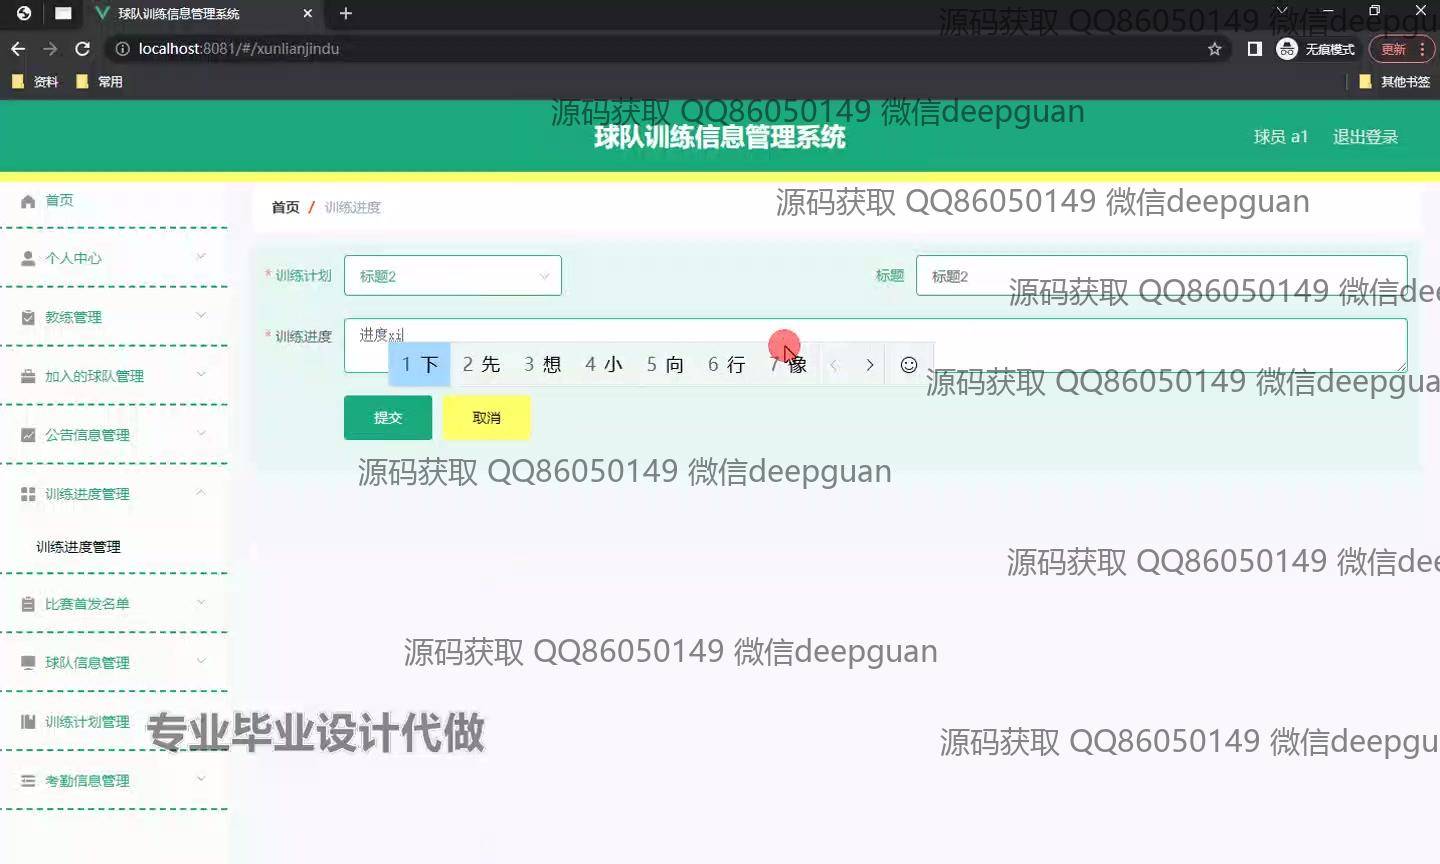 球队训练信息管理系统
localhost:8081/#/xunlianjindu
无痕模式
更新
资料
常用
其他书签
源码获取 QQ86050149 微信deepgu
源码获取 QQ86050149 微信deepguan
球队训练信息管理系统
球员 a1
退出登录
首页
首页 / 训练进度
源码获取 QQ86050149 微信deepguan
个人中心
* 训练计划
标题2
标题
标题2
源码获取 QQ86050149 微信dee
教练管理
* 训练进度
进度xi
1 下 2 先 3 想 4 小 5 向 6 行 7 像
加入的球队管理
源码获取 QQ86050149 微信deepgua
提交
取消
公告信息管理
源码获取 QQ86050149 微信deepguan
训练进度管理
训练进度管理
源码获取 QQ86050149 微信dee
比赛首发名单
球队信息管理
源码获取 QQ86050149 微信deepguan
训练计划管理
专业毕业设计代做
源码获取 QQ86050149 微信deepgu
考勤信息管理